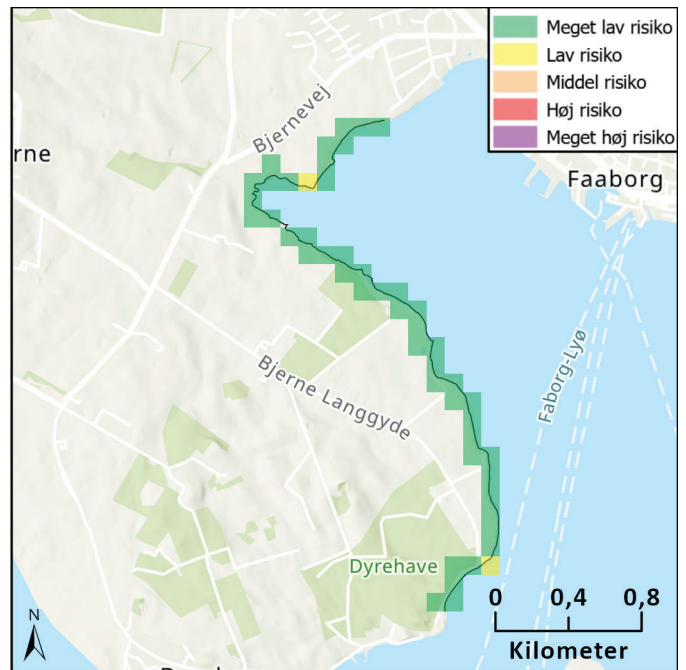 Meget lav risiko
Lav risiko
Middel risiko
Høj risiko
Meget høj risiko
Bjernevej
rne
Faaborg
Faborg-Lyø
Bjerne Langgyde
Dyrehave
0 0,4 0,8
Kilometer
N